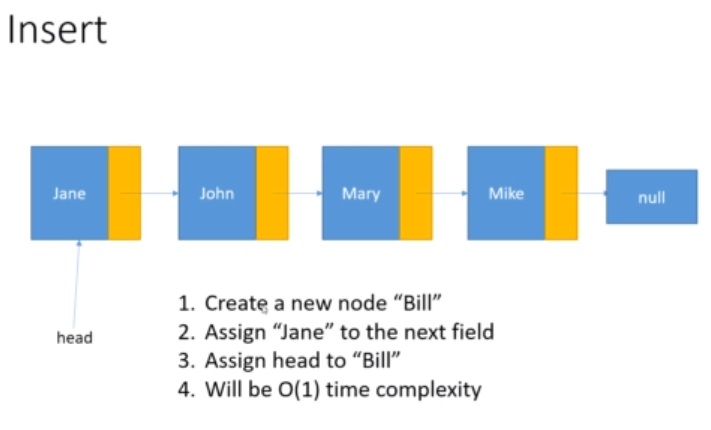 Insert
Jane John Mary Mike null
head
1. Create a new node “Bill”
2. Assign “Jane” to the next field
3. Assign head to “Bill”
4. Will be O(1) time complexity